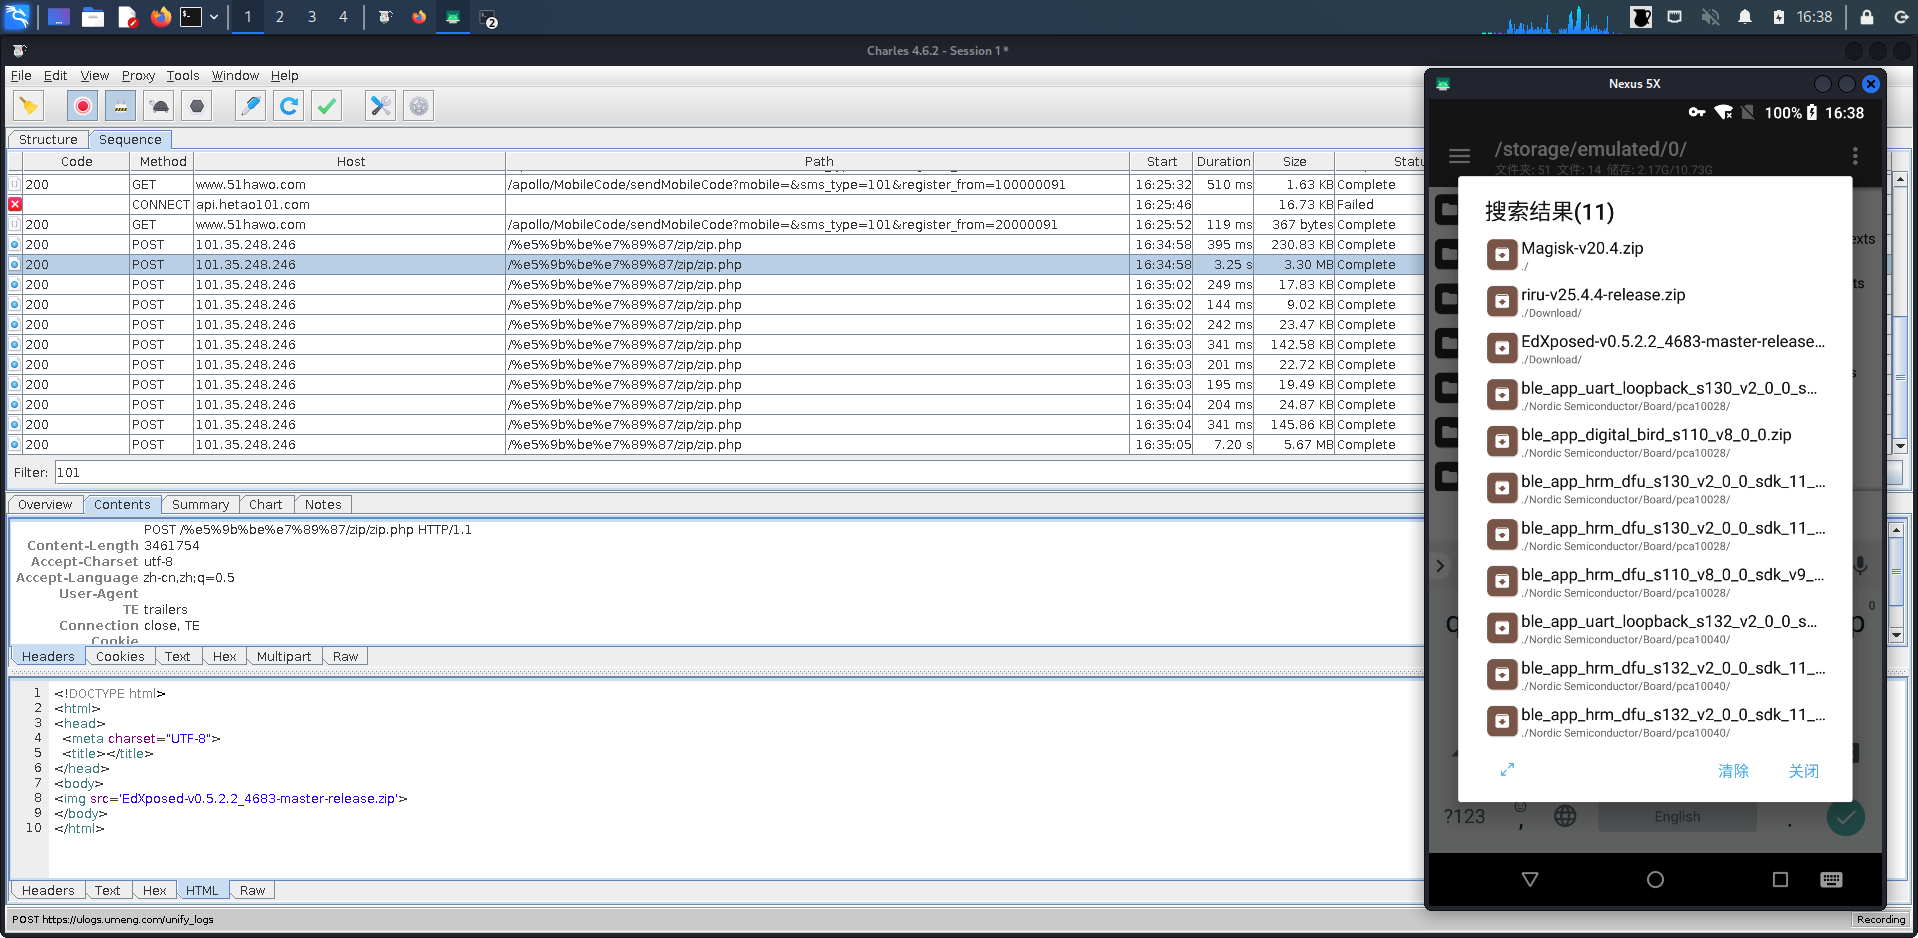 1 2 3 4 2 16:38
Charles 4.6.2 - Session 1 *
File Edit View Proxy Tools Window Help
Structure Sequence
Code Method Host Path Start Duration Size Statu
200 GET www.51hawo.com /apollo/MobileCode/sendMobileCode?mobile=&sms_type=101&register_from=100000091 16:25:32 510 ms 1.63 KB Complete
CONNECT api.hetao101.com 16:25:46 16.73 KB Failed
200 GET www.51hawo.com /apollo/MobileCode/sendMobileCode?mobile=&sms_type=101&register_from=20000091 16:25:52 119 ms 367 bytes Complete
200 POST 101.35.248.246 /%e5%9b%be%e7%89%87/zip/zip.php 16:34:58 395 ms 230.83 KB Complete
200 POST 101.35.248.246 /%e5%9b%be%e7%89%87/zip/zip.php 16:34:58 3.25 s 3.30 MB Complete
200 POST 101.35.248.246 /%e5%9b%be%e7%89%87/zip/zip.php 16:35:02 249 ms 17.83 KB Complete
200 POST 101.35.248.246 /%e5%9b%be%e7%89%87/zip/zip.php 16:35:02 144 ms 9.02 KB Complete
200 POST 101.35.248.246 /%e5%9b%be%e7%89%87/zip/zip.php 16:35:02 242 ms 23.47 KB Complete
200 POST 101.35.248.246 /%e5%9b%be%e7%89%87/zip/zip.php 16:35:03 341 ms 142.58 KB Complete
200 POST 101.35.248.246 /%e5%9b%be%e7%89%87/zip/zip.php 16:35:03 201 ms 22.72 KB Complete
200 POST 101.35.248.246 /%e5%9b%be%e7%89%87/zip/zip.php 16:35:03 195 ms 19.49 KB Complete
200 POST 101.35.248.246 /%e5%9b%be%e7%89%87/zip/zip.php 16:35:04 204 ms 24.87 KB Complete
200 POST 101.35.248.246 /%e5%9b%be%e7%89%87/zip/zip.php 16:35:04 341 ms 145.86 KB Complete
200 POST 101.35.248.246 /%e5%9b%be%e7%89%87/zip/zip.php 16:35:05 7.20 s 5.67 MB Complete
Filter: 101
Overview Contents Summary Chart Notes
POST /%e5%9b%be%e7%89%87/zip/zip.php HTTP/1.1
Content-Length 3461754
Accept-Charset utf-8
Accept-Language zh-cn,zh;q=0.5
User-Agent
TE trailers
Connection close, TE
Cookie
Headers Cookies Text Hex Multipart Raw
1 <!DOCTYPE html>
2 <html>
3 <head>
4 <meta charset="UTF-8">
5 <title></title>
6 </head>
7 <body>
8 <img src='EdXposed-v0.5.2.2_4683-master-release.zip'>
9 </body>
10 </html>
Headers Text Hex HTML Raw
POST https://ulogs.umeng.com/unify_logs
Recording
Nexus 5X
100% 16:38
/storage/emulated/0/
文件夹: 51 文件: 14 储存: 2.17G/10.73G
搜索结果(11)
Magisk-v20.4.zip
./
riru-v25.4.4-release.zip
./Download/
EdXposed-v0.5.2.2_4683-master-release...
./Download/
ble_app_uart_loopback_s130_v2_0_0_s...
./Nordic Semiconductor/Board/pca10028/
ble_app_digital_bird_s110_v8_0_0.zip
./Nordic Semiconductor/Board/pca10028/
ble_app_hrm_dfu_s130_v2_0_0_sdk_11_...
./Nordic Semiconductor/Board/pca10028/
ble_app_hrm_dfu_s130_v2_0_0_sdk_11_...
./Nordic Semiconductor/Board/pca10028/
ble_app_hrm_dfu_s110_v8_0_0_sdk_v9_...
./Nordic Semiconductor/Board/pca10028/
ble_app_uart_loopback_s132_v2_0_0_s...
./Nordic Semiconductor/Board/pca10040/
ble_app_hrm_dfu_s132_v2_0_0_sdk_11_...
./Nordic Semiconductor/Board/pca10040/
ble_app_hrm_dfu_s132_v2_0_0_sdk_11_...
./Nordic Semiconductor/Board/pca10040/
清除 关闭
exts
ts
s
0
q p
?123 , English .